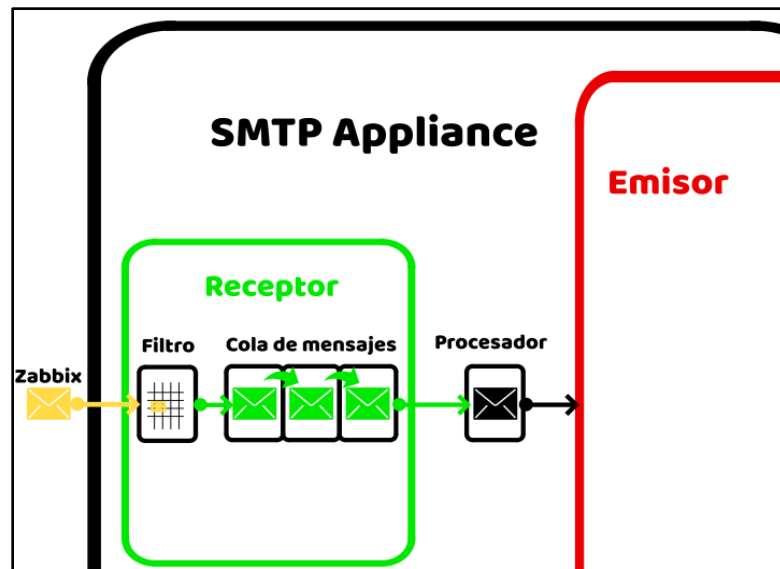 SMTP Appliance
Emisor
Receptor
Filtro
Cola de mensajes
Procesador
Zabbix